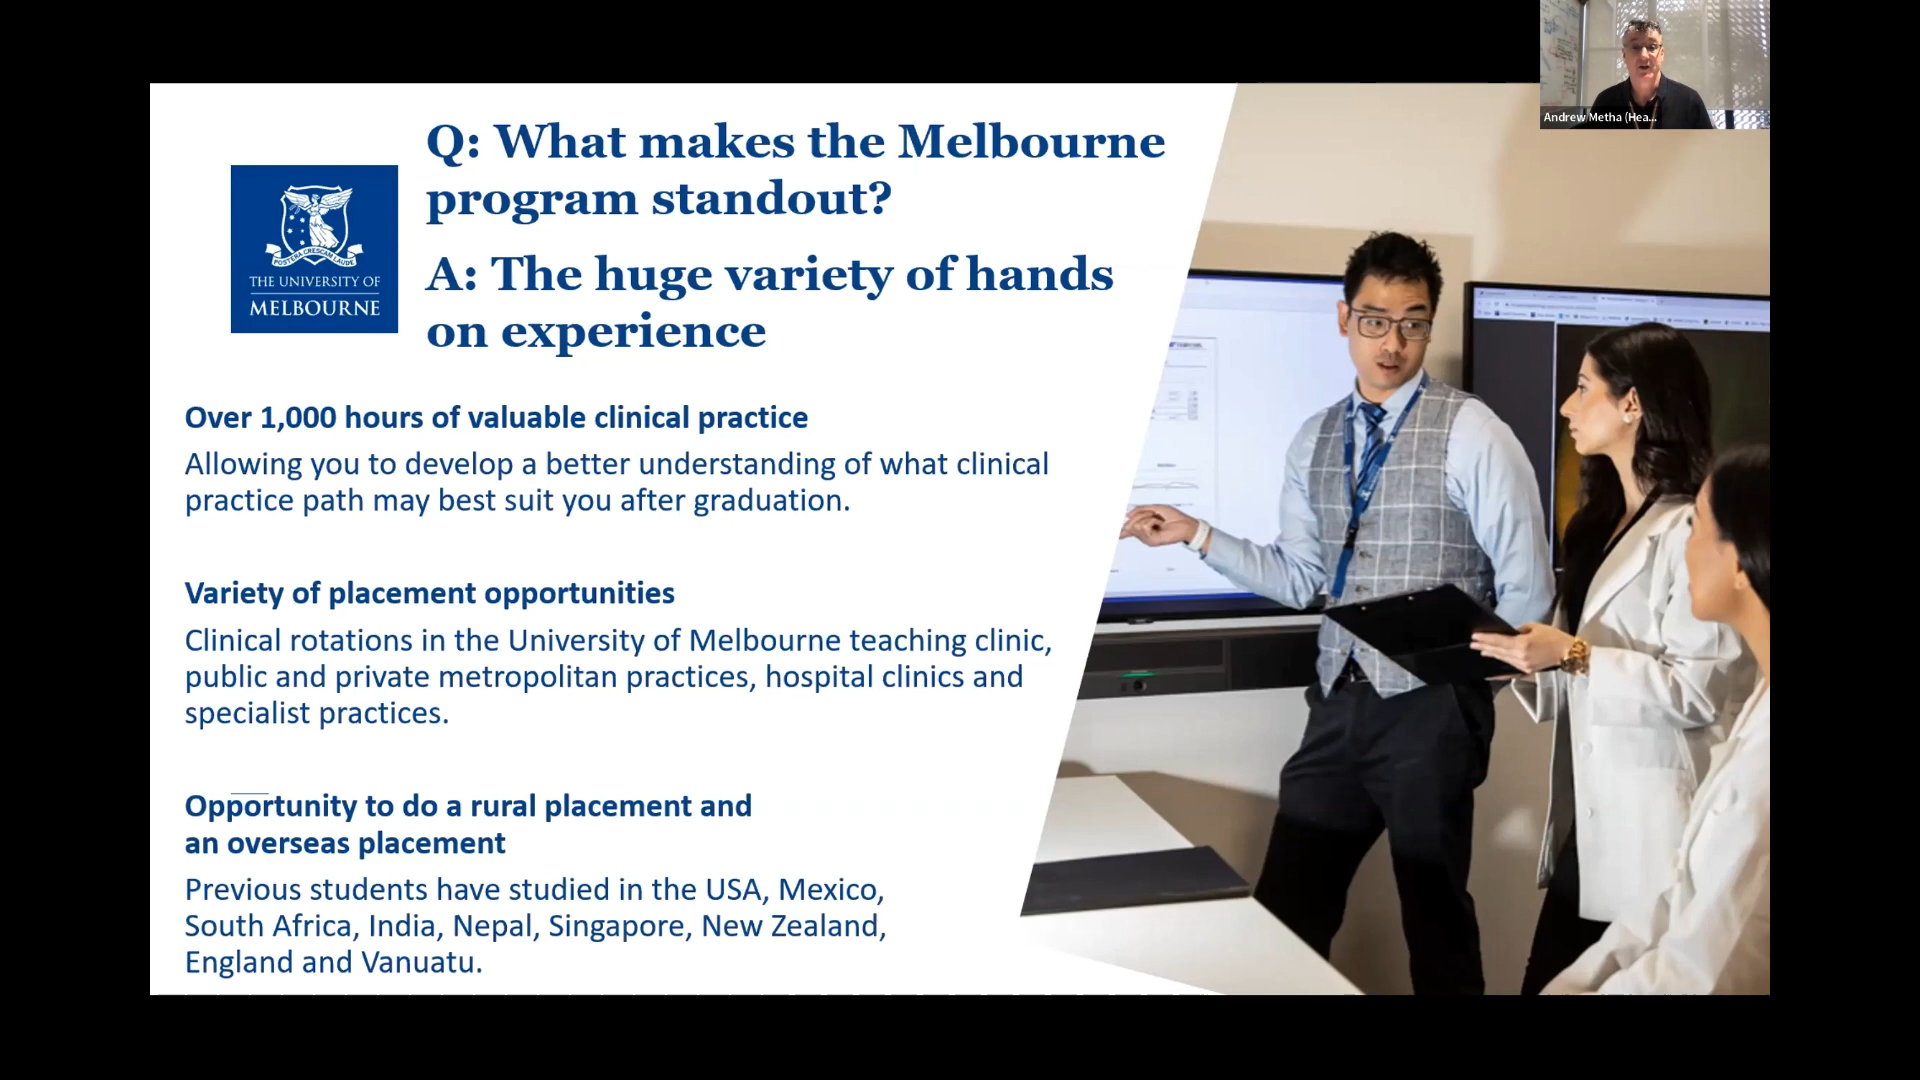 Andrew Metha (Hea...
Q: What makes the Melbourne
program standout?
A: The huge variety of hands
on experience
POSTERA CRESCAM LAUDE
THE UNIVERSITY OF
MELBOURNE
Over 1,000 hours of valuable clinical practice
Allowing you to develop a better understanding of what clinical
practice path may best suit you after graduation.
Variety of placement opportunities
Clinical rotations in the University of Melbourne teaching clinic,
public and private metropolitan practices, hospital clinics and
specialist practices.
Opportunity to do a rural placement and
an overseas placement
Previous students have studied in the USA, Mexico,
South Africa, India, Nepal, Singapore, New Zealand,
England and Vanuatu.